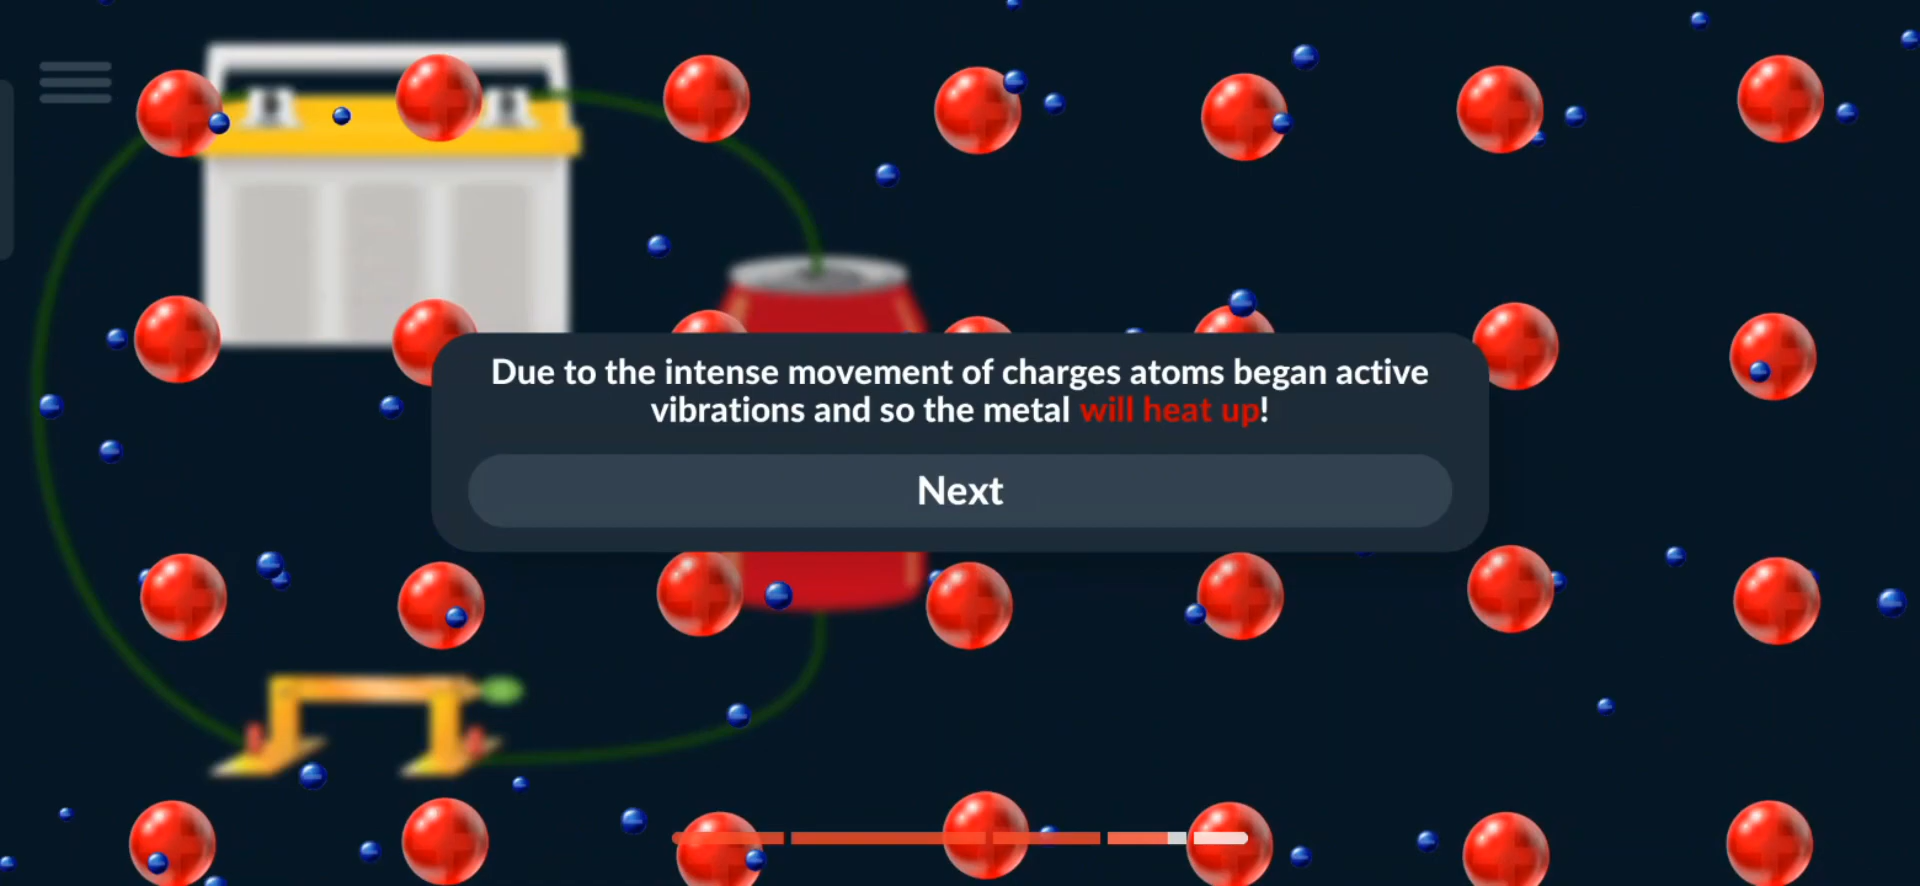 Due to the intense movement of charges atoms began active
vibrations and so the metal will heat up!
Next